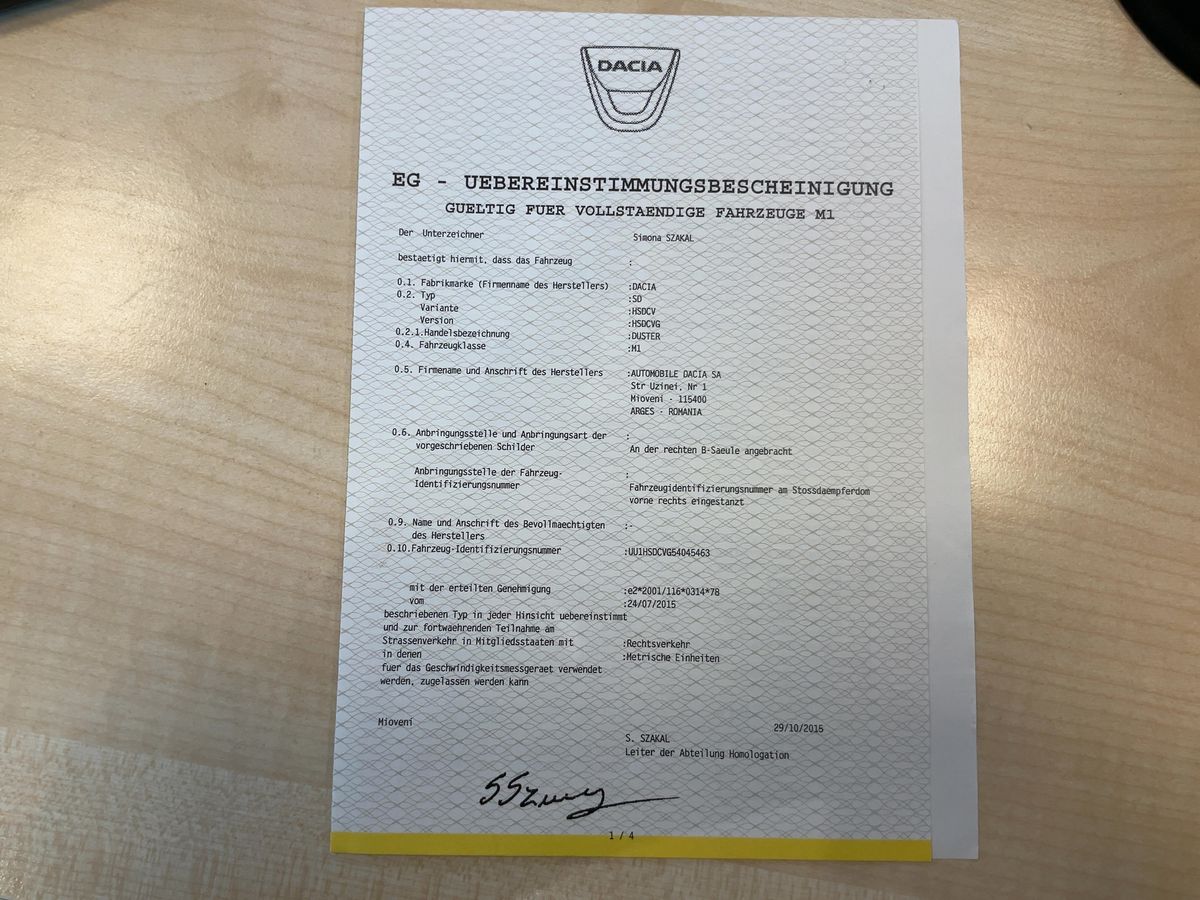 DACIA
EG - UEBEREINSTIMMUNGSBESCHEINIGUNG
GUELTIG FUER VOLLSTAENDIGE FAHRZEUGE M1
Der Unterzeichner Simona SZAKAL
bestaetigt hiermit, dass das Fahrzeug :
0.1. Fabrikmarke (Firmenname des Herstellers) :DACIA
0.2. Typ :SD
Variante :HSDCV
Version :HSDCVG
0.2.1.Handelsbezeichnung :DUSTER
0.4. Fahrzeugklasse :M1
0.5. Firmename und Anschrift des Herstellers :AUTOMOBILE DACIA SA
Str Uzinei, Nr 1
Mioveni - 115400
ARGES - ROMANIA
0.6. Anbringungsstelle und Anbringungsart der :
vorgeschriebenen Schilder An der rechten B-Saeule angebracht
Anbringungsstelle der Fahrzeug- :
Identifizierungsnummer Fahrzeugidentifizierungsnummer am Stossdaempferdom
vorne rechts eingestanzt
0.9. Name und Anschrift des Bevollmaechtigten :-
des Herstellers
0.10.Fahrzeug-Identifizierungsnummer :UU1HSDCVG54045463
mit der erteilten Genehmigung :e2*2001/116*0314*78
vom :24/07/2015
beschriebenen Typ in jeder Hinsicht uebereinstimmt
und zur fortwaehrenden Teilnahme am
Strassenverkehr in Mitgliedsstaaten mit :Rechtsverkehr
in denen :Metrische Einheiten
fuer das Geschwindigkeitsmessgeraet verwendet
werden, zugelassen werden kann
Mioveni 29/10/2015
S. SZAKAL
Leiter der Abteilung Homologation
1 / 4